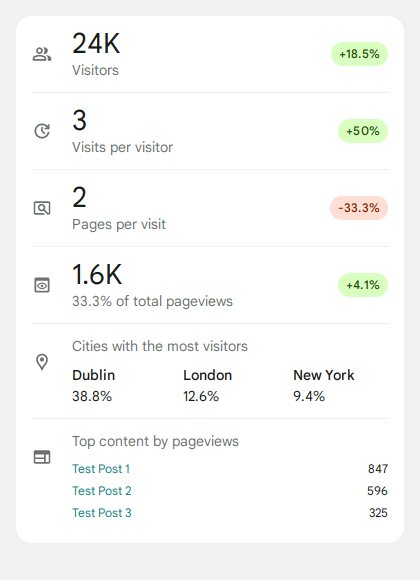 24K
+18.5%
Visitors
3
+50%
Visits per visitor
2
-33.3%
Pages per visit
1.6K
+4.1%
33.3% of total pageviews
Cities with the most visitors
Dublin London New York
38.8% 12.6% 9.4%
Top content by pageviews
Test Post 1 847
Test Post 2 596
Test Post 3 325